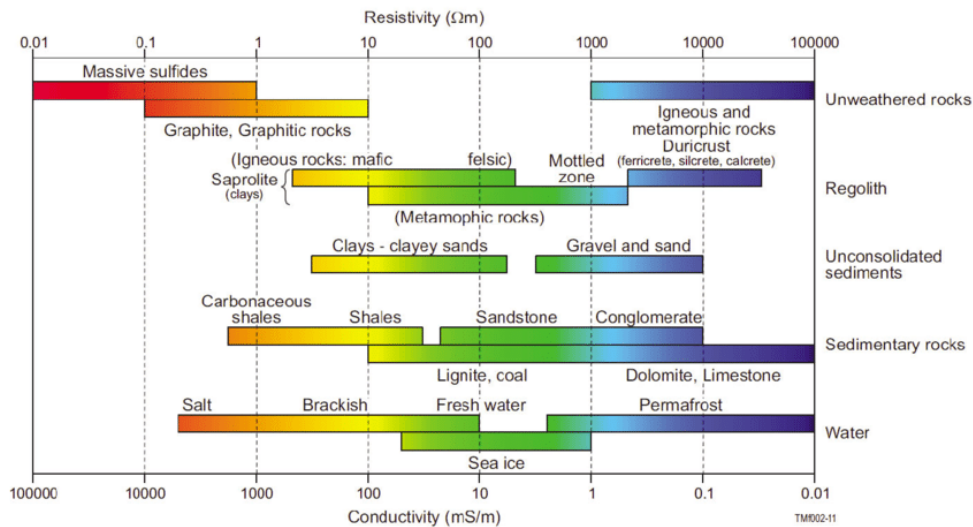 Resistivity (Ωm)
0.01 0.1 1 10 100 1000 10000 100000
Massive sulfides
Unweathered rocks
Graphite, Graphitic rocks
Igneous and
metamorphic rocks
Duricrust
(ferricrete, silcrete, calcrete)
(Igneous rocks: mafic felsic)
Mottled
zone
Saprolite
(clays)
Regolith
(Metamophic rocks)
Clays - clayey sands
Gravel and sand
Unconsolidated
sediments
Carbonaceous
shales
Shales
Sandstone
Conglomerate
Sedimentary rocks
Lignite, coal
Dolomite, Limestone
Salt
Brackish
Fresh water
Permafrost
Water
Sea ice
100000 10000 1000 100 10 1 0.1 0.01
Conductivity (mS/m)
TMf002-11